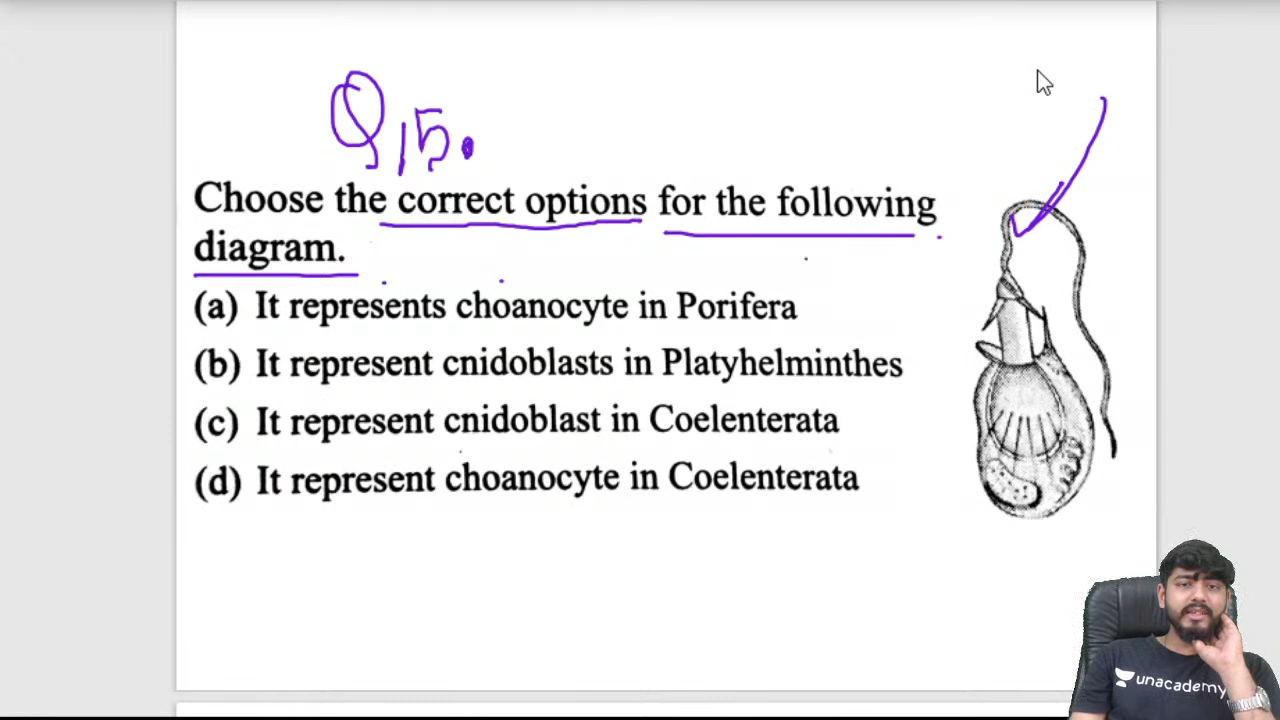 Q 15.
Choose the correct options for the following
diagram.
(a) It represents choanocyte in Porifera
(b) It represent cnidoblasts in Platyhelminthes
(c) It represent cnidoblast in Coelenterata
(d) It represent choanocyte in Coelenterata
unacademy